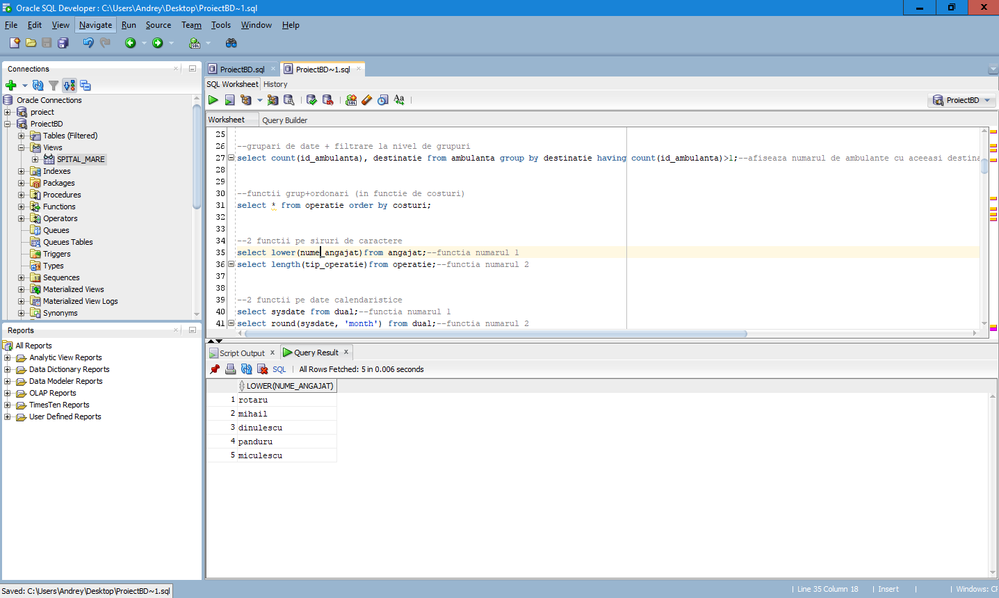 Oracle SQL Developer : C:\Users\Andrey\Desktop\ProiectBD~1.sql
File Edit View Navigate Run Source Team Tools Window Help
Connections
Oracle Connections
proiect
ProiectBD
Tables (Filtered)
Views
SPITAL_MARE
Indexes
Packages
Procedures
Functions
Operators
Queues
Queues Tables
Triggers
Types
Sequences
Materialized Views
Materialized View Logs
Synonyms
Reports
All Reports
Analytic View Reports
Data Dictionary Reports
Data Modeler Reports
OLAP Reports
TimesTen Reports
User Defined Reports
ProiectBD.sql ProiectBD~1.sql
SQL Worksheet History
ProiectBD
Worksheet Query Builder
25
26 --grupari de date + filtrare la nivel de grupuri
27 select count(id_ambulanta), destinatie from ambulanta group by destinatie having count(id_ambulanta)>1;--afiseaza numarul de ambulante cu aceeasi destina
28
29
30 --functii grup+ordonari (in functie de costuri)
31 select * from operatie order by costuri;
32
33
34 --2 functii pe siruri de caractere
35 select lower(nume_angajat)from angajat;--functia numarul 1
36 select length(tip_operatie)from operatie;--functia numarul 2
37
38
39 --2 functii pe date calendaristice
40 select sysdate from dual;--functia numarul 1
41 select round(sysdate, 'month') from dual;--functia numarul 2
Script Output x Query Result x
SQL All Rows Fetched: 5 in 0.006 seconds
LOWER(NUME_ANGAJAT)
1 rotaru
2 mihail
3 dinulescu
4 panduru
5 miculescu
Saved: C:\Users\Andrey\Desktop\ProiectBD~1.sql
Line 35 Column 18 Insert Windows: CF